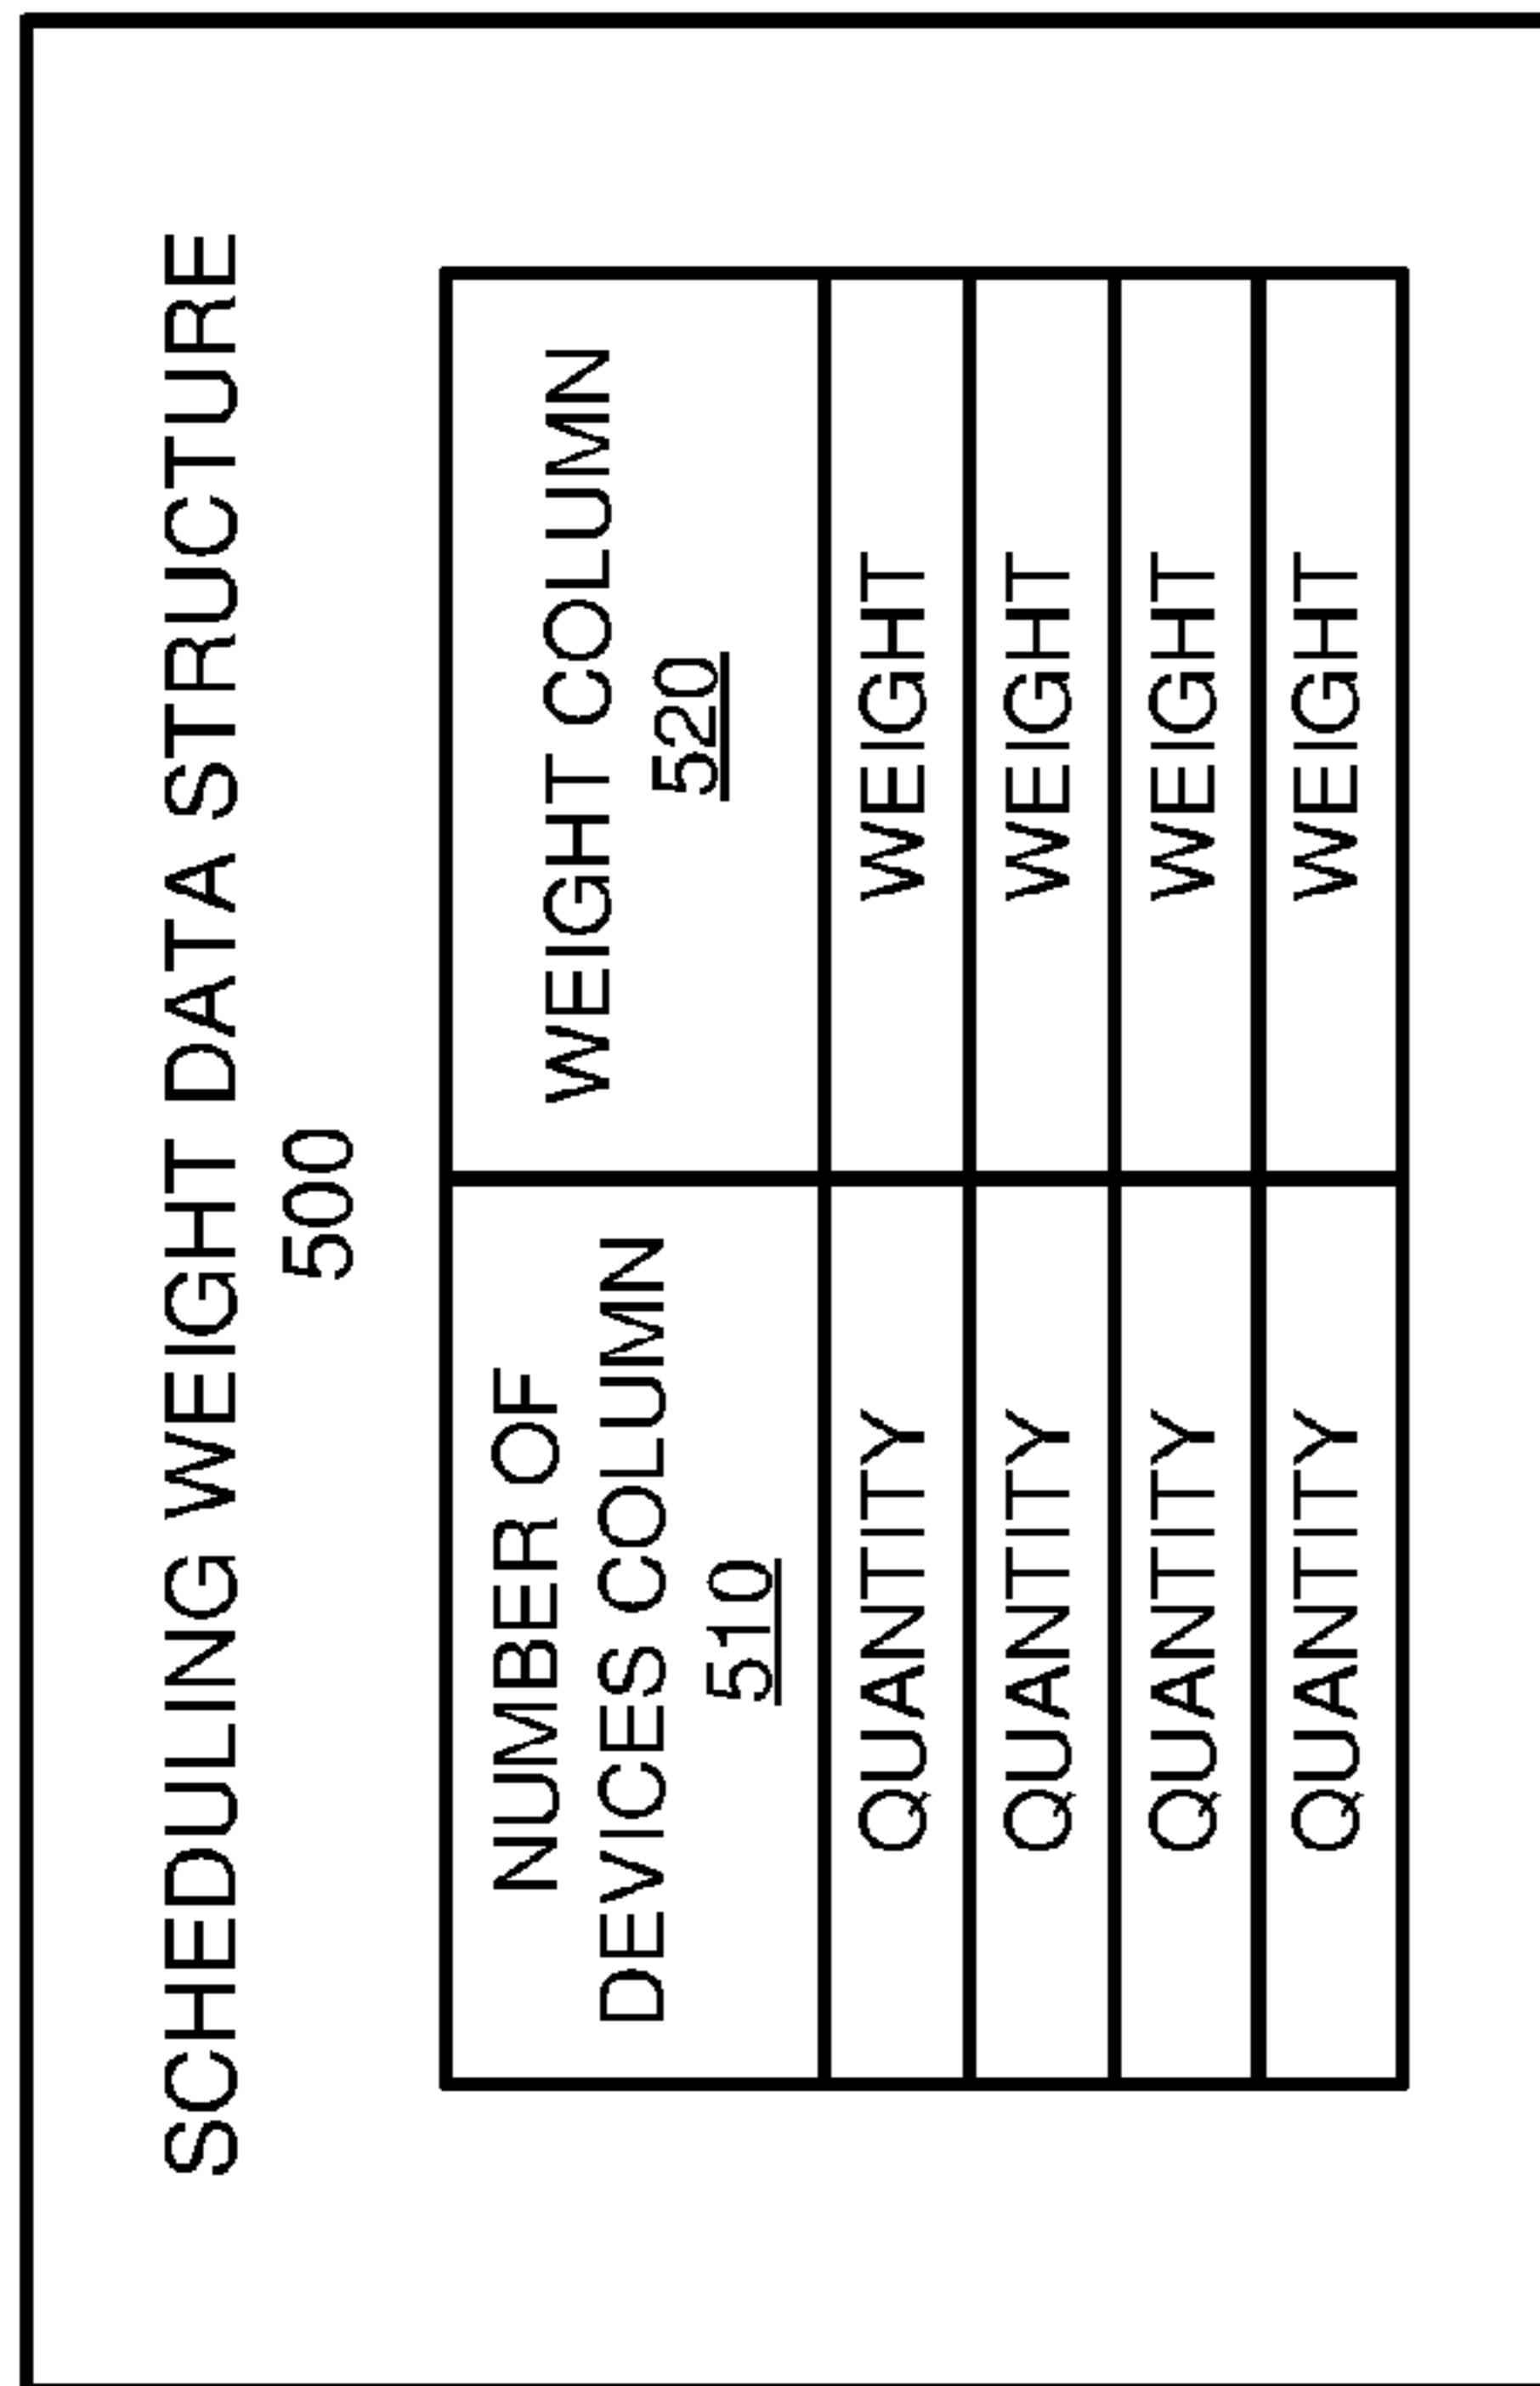 SCHEDULING WEIGHT DATA STRUCTURE
500
NUMBER OF
DEVICES COLUMN
510
WEIGHT COLUMN
520
QUANTITY WEIGHT
QUANTITY WEIGHT
QUANTITY WEIGHT
QUANTITY WEIGHT